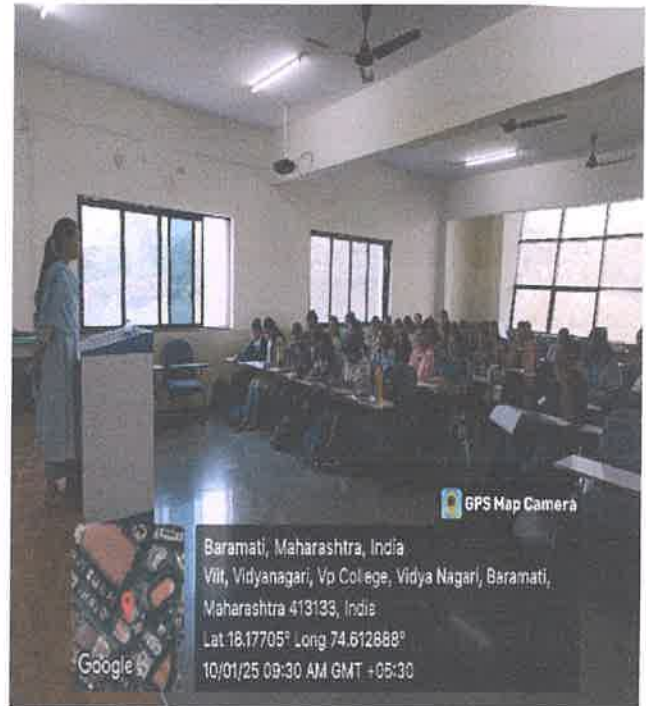 GPS Map Camera
Baramati, Maharashtra, India
Viit, Vidyanagari, Vp College, Vidya Nagari, Baramati,
Maharashtra 413133, India
Lat 18.17705° Long 74.612888°
10/01/25 09:30 AM GMT +05:30
Google